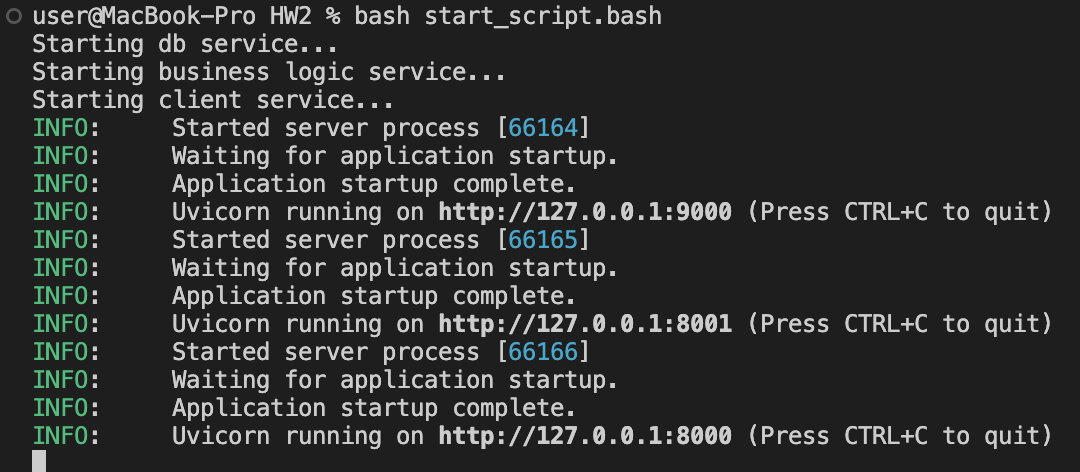 user@MacBook-Pro HW2 % bash start_script.bash
Starting db service...
Starting business logic service...
Starting client service...
INFO:     Started server process [66164]
INFO:     Waiting for application startup.
INFO:     Application startup complete.
INFO:     Uvicorn running on http://127.0.0.1:9000 (Press CTRL+C to quit)
INFO:     Started server process [66165]
INFO:     Waiting for application startup.
INFO:     Application startup complete.
INFO:     Uvicorn running on http://127.0.0.1:8001 (Press CTRL+C to quit)
INFO:     Started server process [66166]
INFO:     Waiting for application startup.
INFO:     Application startup complete.
INFO:     Uvicorn running on http://127.0.0.1:8000 (Press CTRL+C to quit)